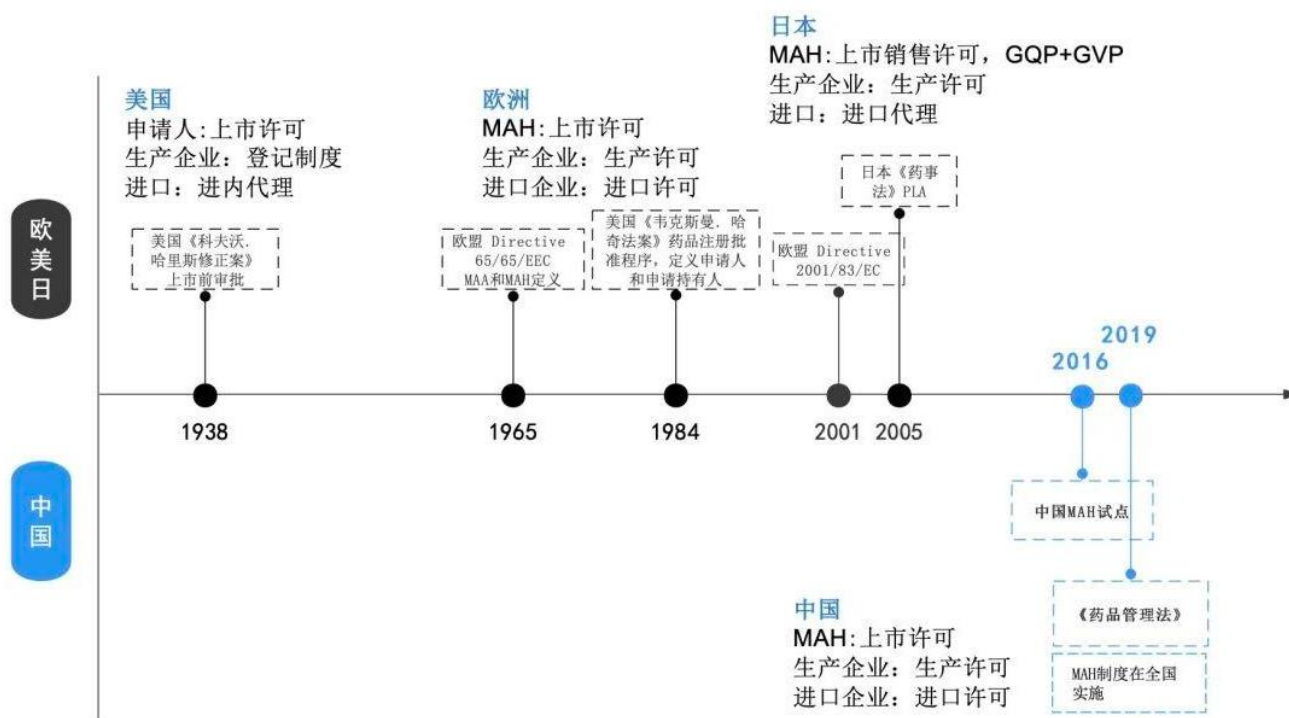 日本
MAH:上市销售许可，GQP+GVP
生产企业：生产许可
进口：进口代理
美国
申请人:上市许可
生产企业：登记制度
进口：进内代理
欧洲
MAH:上市许可
生产企业：生产许可
进口企业：进口许可
日本《药事
法》PLA
美国《科夫沃.
哈里斯修正案》
上市前审批
欧盟 Directive
65/65/EEC
MAA和MAH定义
美国《韦克斯曼．哈
奇法案》药品注册批
准程序，定义申请人
和申请持有人
欧盟 Directive
2001/83/EC
欧美日
2019
2016
1938
1965
1984
2001
2005
中国
中国MAH试点
《药品管理法》
MAH制度在全国
实施
中国
MAH:上市许可
生产企业：生产许可
进口企业：进口许可